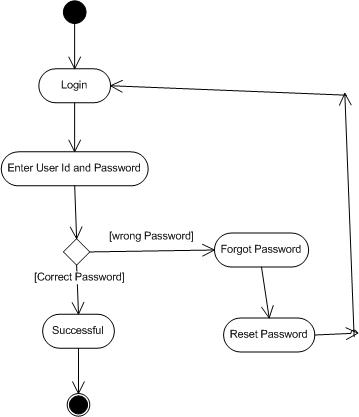 Login
Enter User Id and Password
[wrong Password]
Forgot Password
[Correct Password]
Successful
Reset Password